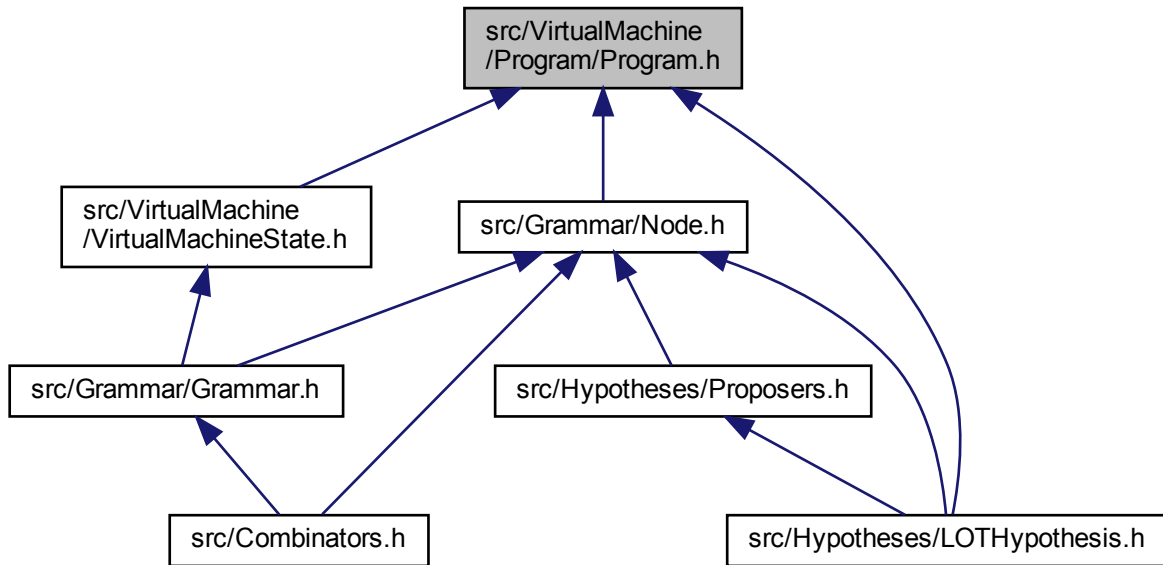 src/VirtualMachine
/Program/Program.h
src/VirtualMachine
/VirtualMachineState.h
src/Grammar/Node.h
src/Grammar/Grammar.h
src/Hypotheses/Proposers.h
src/Combinators.h
src/Hypotheses/LOTHypothesis.h